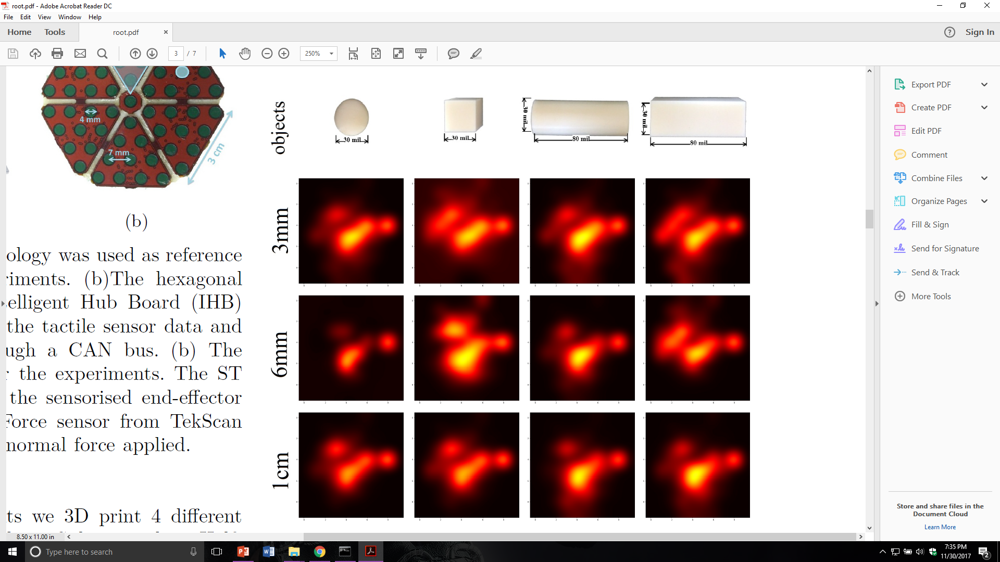 root.pdf - Adobe Acrobat Reader DC
File Edit View Window Help
Home Tools root.pdf × Sign In
3 / 7 250%
4 mm
7 mm
3 cm
(b)
ology was used as reference
riments. (b)The hexagonal
elligent Hub Board (IHB)
the tactile sensor data and
ugh a CAN bus. (b) The
r the experiments. The ST
the sensorised end-effector
Force sensor from TekScan
normal force applied.
ts we 3D print 4 different
objects
30 mil
30 mil
30 mil
80 mil
30 mil
80 mil
3mm
6mm
1cm
8.50 x 11.00 in
Export PDF
Create PDF
Edit PDF
Comment
Combine Files
Organize Pages
Fill & Sign
Send for Signature
Send & Track
More Tools
Store and share files in the
Document Cloud
Learn More
Type here to search
7:35 PM
11/30/2017
2